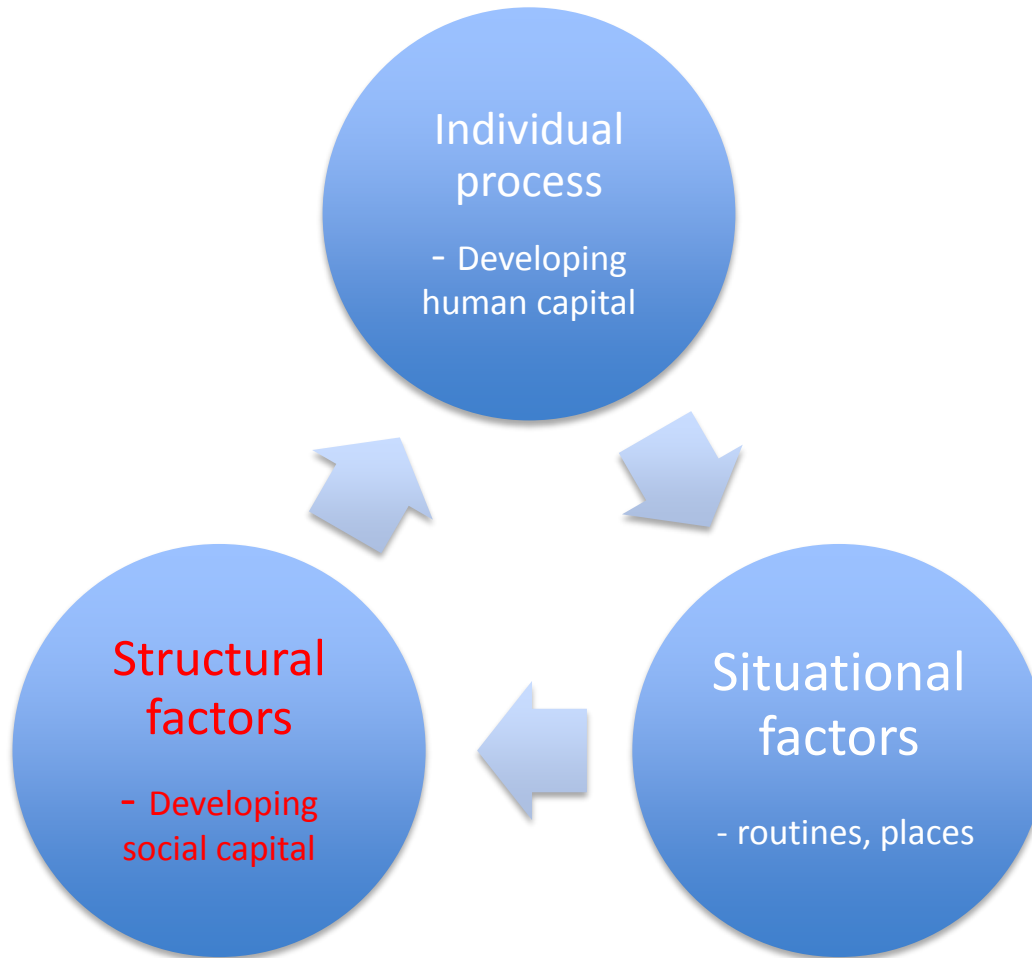 Individual
process
- Developing
human capital
Structural
factors
- Developing
social capital
Situational
factors
- routines, places